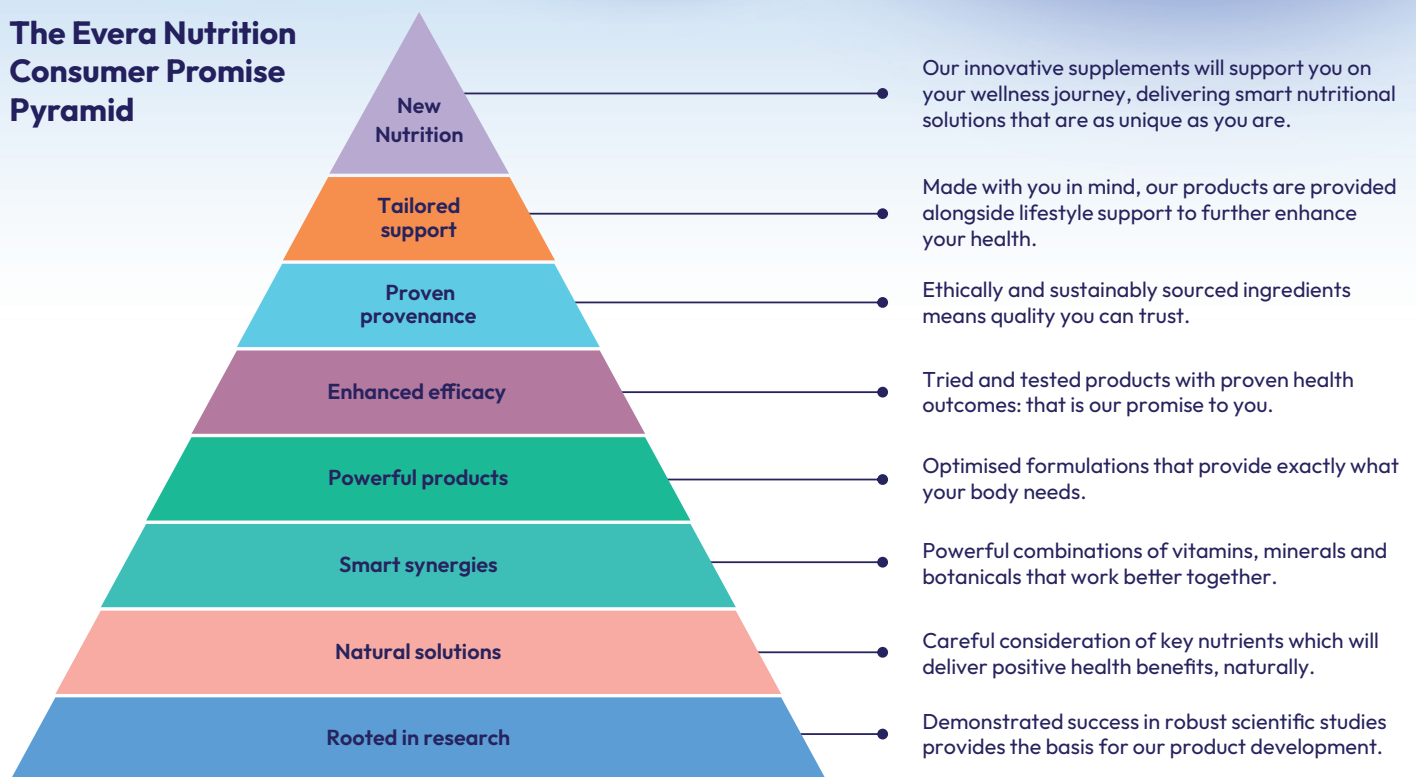 The Evera Nutrition
Consumer Promise
Pyramid
New
Nutrition
Our innovative supplements will support you on
your wellness journey, delivering smart nutritional
solutions that are as unique as you are.
Tailored
support
Made with you in mind, our products are provided
alongside lifestyle support to further enhance
your health.
Proven
provenance
Ethically and sustainably sourced ingredients
means quality you can trust.
Enhanced efficacy
Tried and tested products with proven health
outcomes: that is our promise to you.
Powerful products
Optimised formulations that provide exactly what
your body needs.
Smart synergies
Powerful combinations of vitamins, minerals and
botanicals that work better together.
Natural solutions
Careful consideration of key nutrients which will
deliver positive health benefits, naturally.
Rooted in research
Demonstrated success in robust scientific studies
provides the basis for our product development.